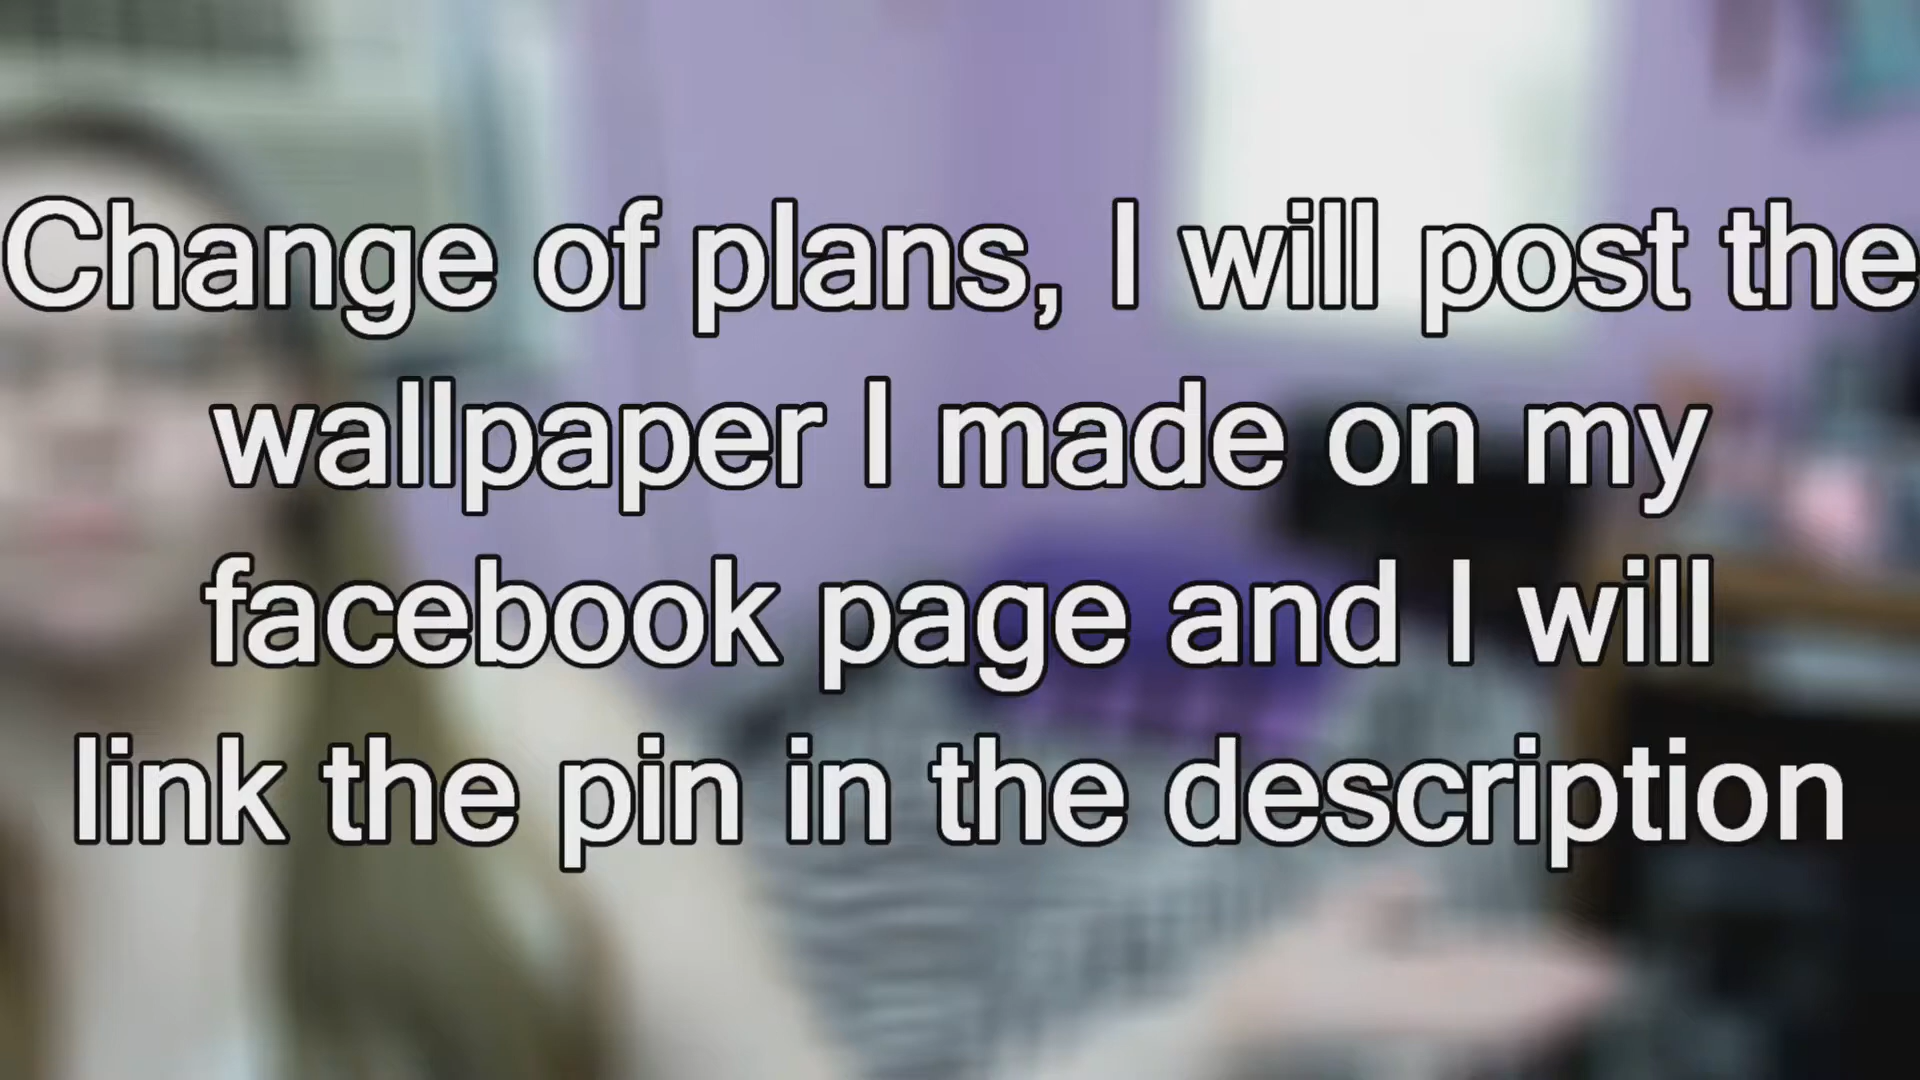 Change of plans, I will post the
wallpaper I made on my
facebook page and I will
link the pin in the description